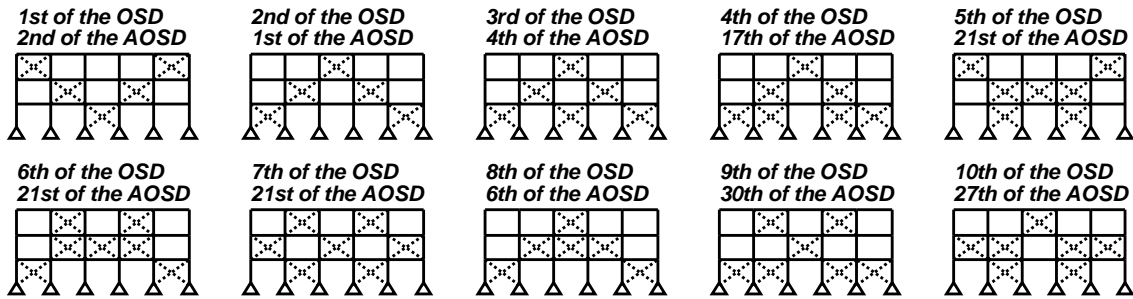 1st of the OSD
2nd of the AOSD
2nd of the OSD
1st of the AOSD
3rd of the OSD
4th of the AOSD
4th of the OSD
17th of the AOSD
5th of the OSD
21st of the AOSD
6th of the OSD
21st of the AOSD
7th of the OSD
21st of the AOSD
8th of the OSD
6th of the AOSD
9th of the OSD
30th of the AOSD
10th of the OSD
27th of the AOSD